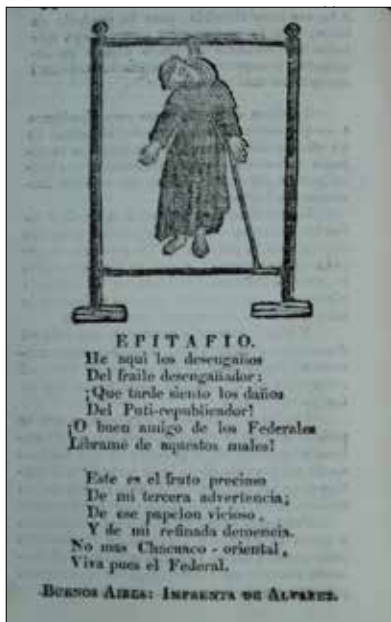 EPITAFIO.
He aqui los desengaños
Del fraile desengañador:
¡Que tarde siento los daños
Del Puti-republicador!
¡O buen amigo de los Federales
Librame de aquestos males!
Este es el fruto precioso
De mi tercera advertencia;
De ese papelon vicioso,
Y de mi refinada demencia.
No mas Chacuaco - oriental,
Viva pues el Federal.
BUENOS AIRES: IMPRENTA DE ALVAREZ.